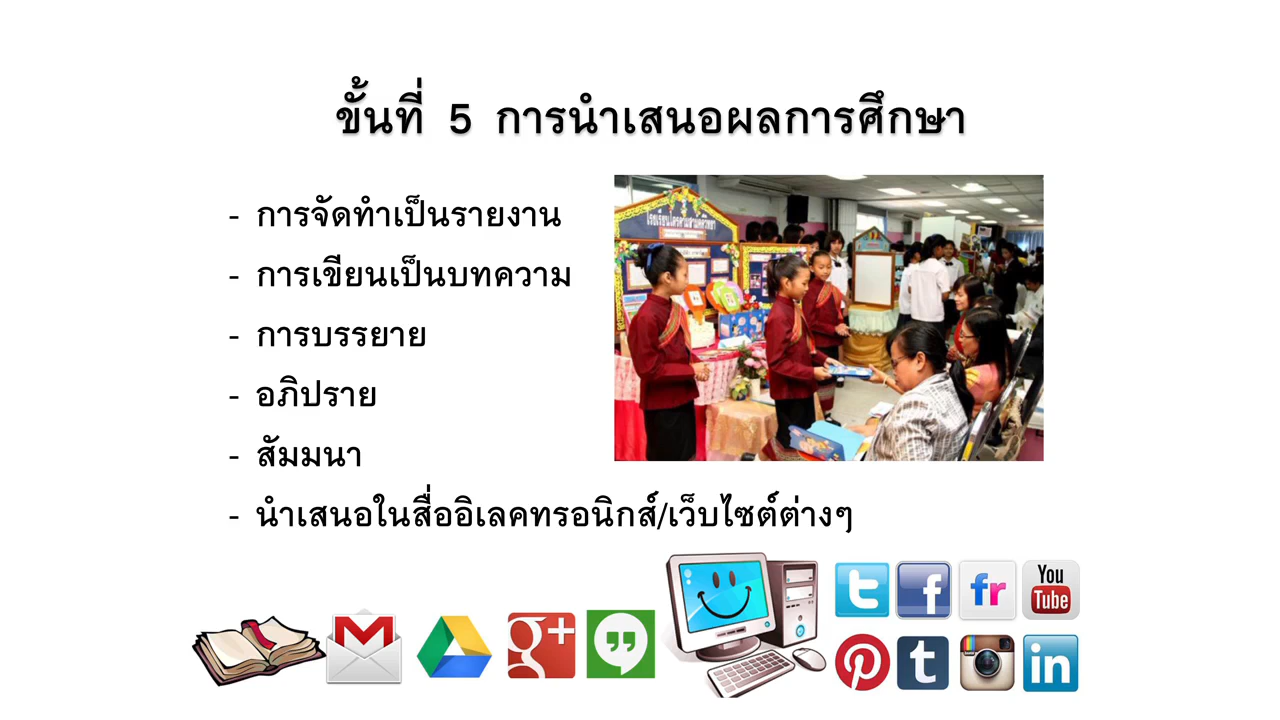 ขั้นที่ 5 การนำเสนอผลการศึกษา
- การจัดทำเป็นรายงาน
- การเขียนเป็นบทความ
- การบรรยาย
- อภิปราย
- สัมมนา
- นำเสนอในสื่ออิเลคทรอนิกส์/เว็บไซต์ต่างๆ
g+
t
f
fr
You
Tube
t
in